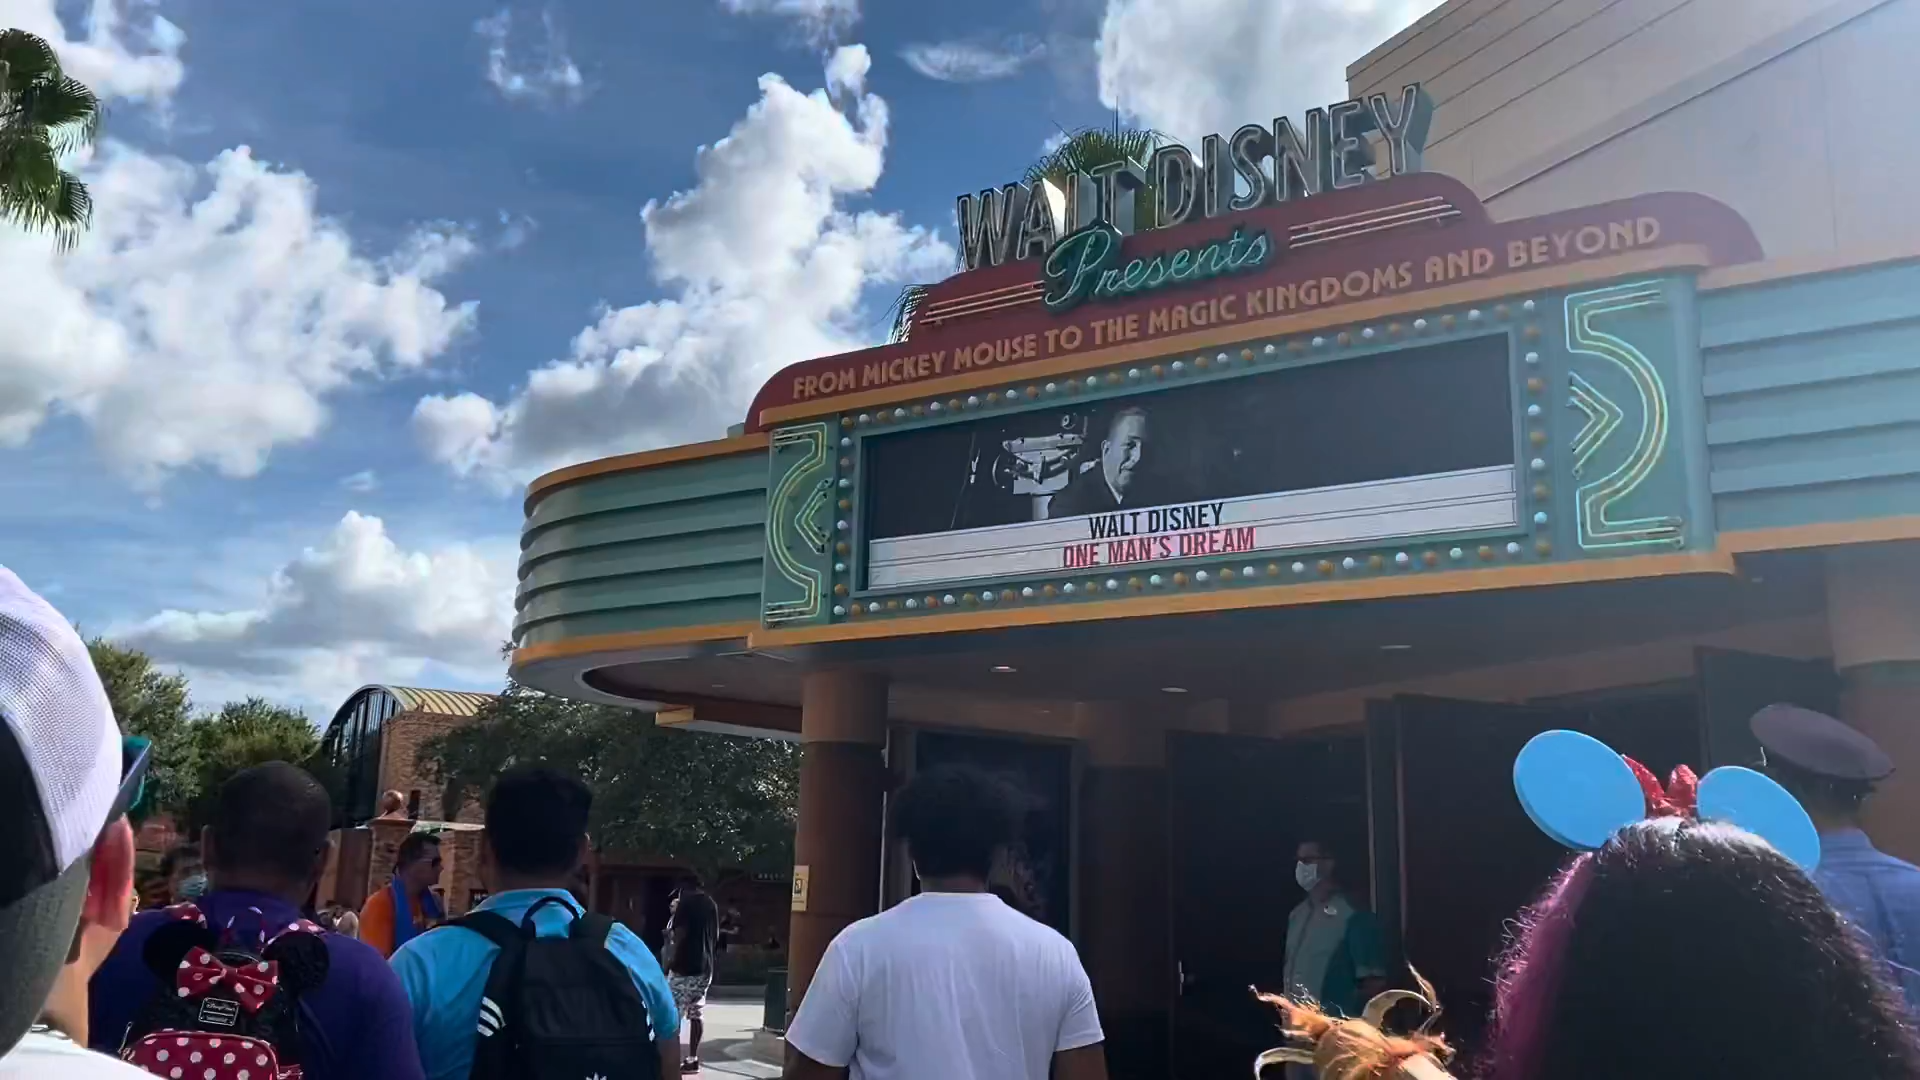 WALT DISNEY
Presents
FROM MICKEY MOUSE TO THE MAGIC KINGDOMS AND BEYOND
WALT DISNEY
ONE MAN'S DREAM